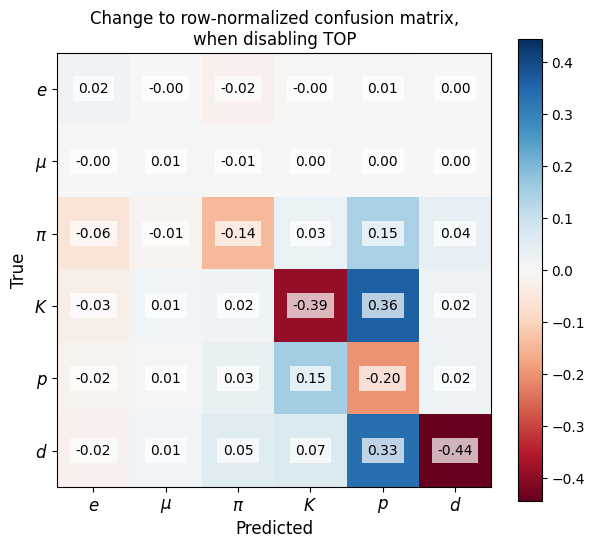 Change to row-normalized confusion matrix,
when disabling TOP
True
e 0.02 -0.00 -0.02 -0.00 0.01 0.00
μ -0.00 0.01 -0.01 0.00 0.00 0.00
π -0.06 -0.01 -0.14 0.03 0.15 0.04
K -0.03 0.01 0.02 -0.39 0.36 0.02
p -0.02 0.01 0.03 0.15 -0.20 0.02
d -0.02 0.01 0.05 0.07 0.33 -0.44
e μ π K p d
Predicted
0.4
0.3
0.2
0.1
0.0
−0.1
−0.2
−0.3
−0.4